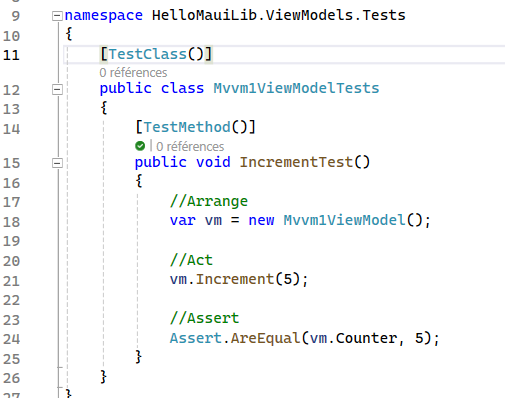 9 namespace HelloMauiLib.ViewModels.Tests
10 {
11 [TestClass()]
0 références
12 public class Mvvm1ViewModelTests
13 {
14 [TestMethod()]
| 0 références
15 public void IncrementTest()
16 {
17 //Arrange
18 var vm = new Mvvm1ViewModel();
19
20 //Act
21 vm.Increment(5);
22
23 //Assert
24 Assert.AreEqual(vm.Counter, 5);
25 }
26 }
27 }